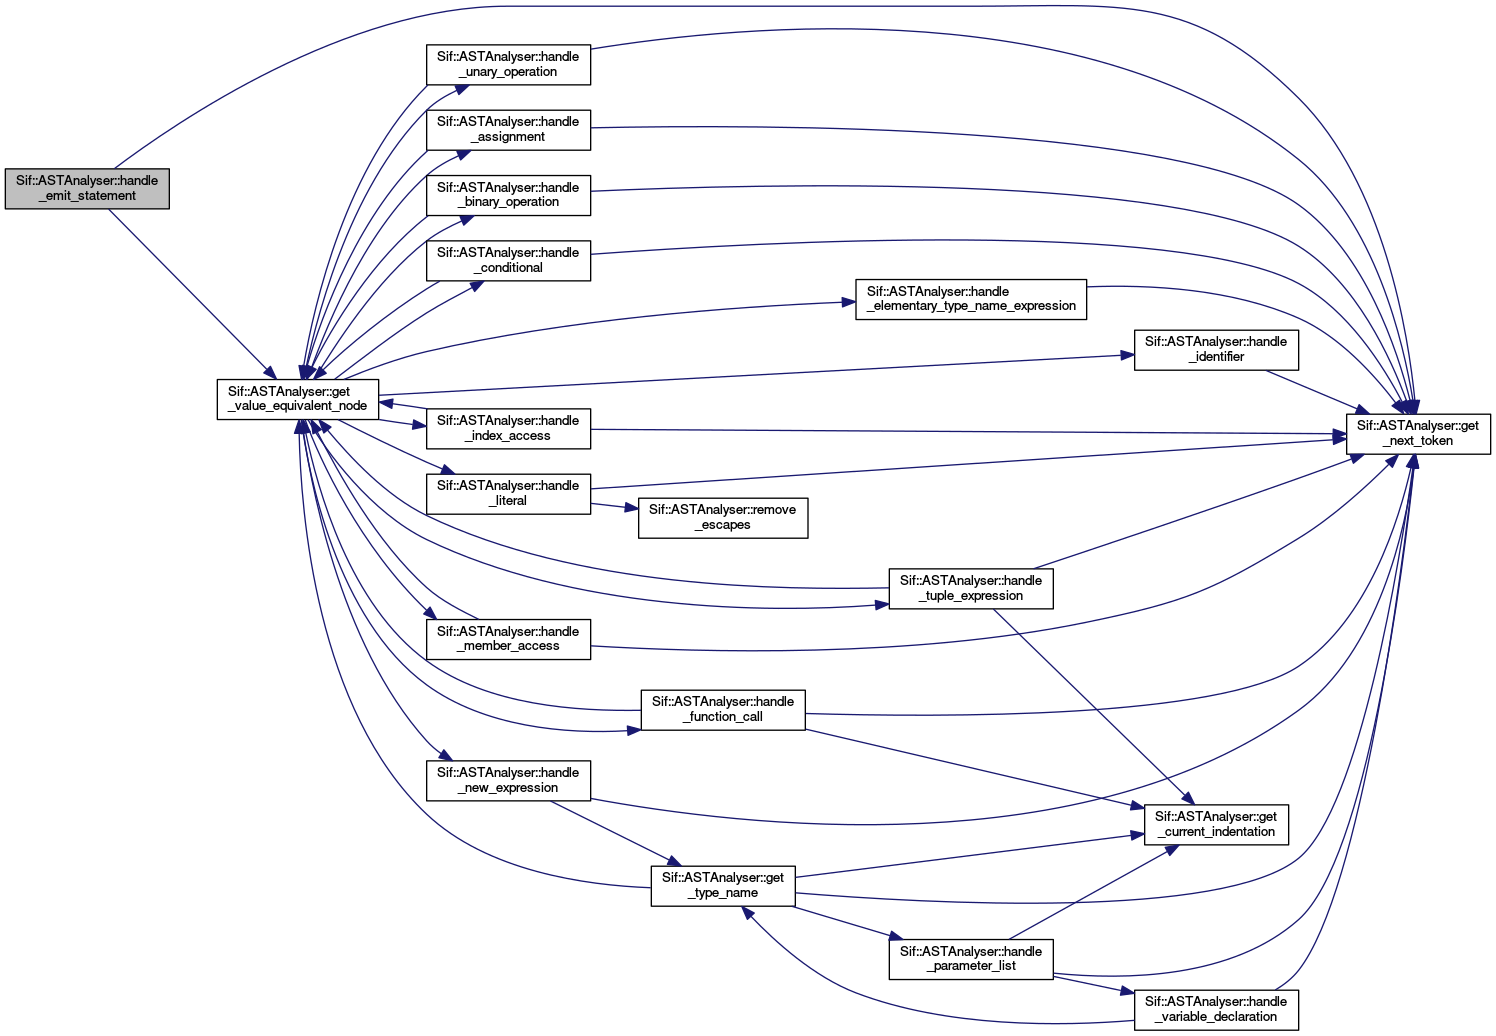 Sif::ASTAnalyser::handle
_unary_operation
Sif::ASTAnalyser::handle
_assignment
Sif::ASTAnalyser::handle
_emit_statement
Sif::ASTAnalyser::handle
_binary_operation
Sif::ASTAnalyser::handle
_conditional
Sif::ASTAnalyser::handle
_elementary_type_name_expression
Sif::ASTAnalyser::handle
_identifier
Sif::ASTAnalyser::get
_value_equivalent_node
Sif::ASTAnalyser::handle
_index_access
Sif::ASTAnalyser::get
_next_token
Sif::ASTAnalyser::handle
_literal
Sif::ASTAnalyser::remove
_escapes
Sif::ASTAnalyser::handle
_tuple_expression
Sif::ASTAnalyser::handle
_member_access
Sif::ASTAnalyser::handle
_function_call
Sif::ASTAnalyser::handle
_new_expression
Sif::ASTAnalyser::get
_current_indentation
Sif::ASTAnalyser::get
_type_name
Sif::ASTAnalyser::handle
_parameter_list
Sif::ASTAnalyser::handle
_variable_declaration